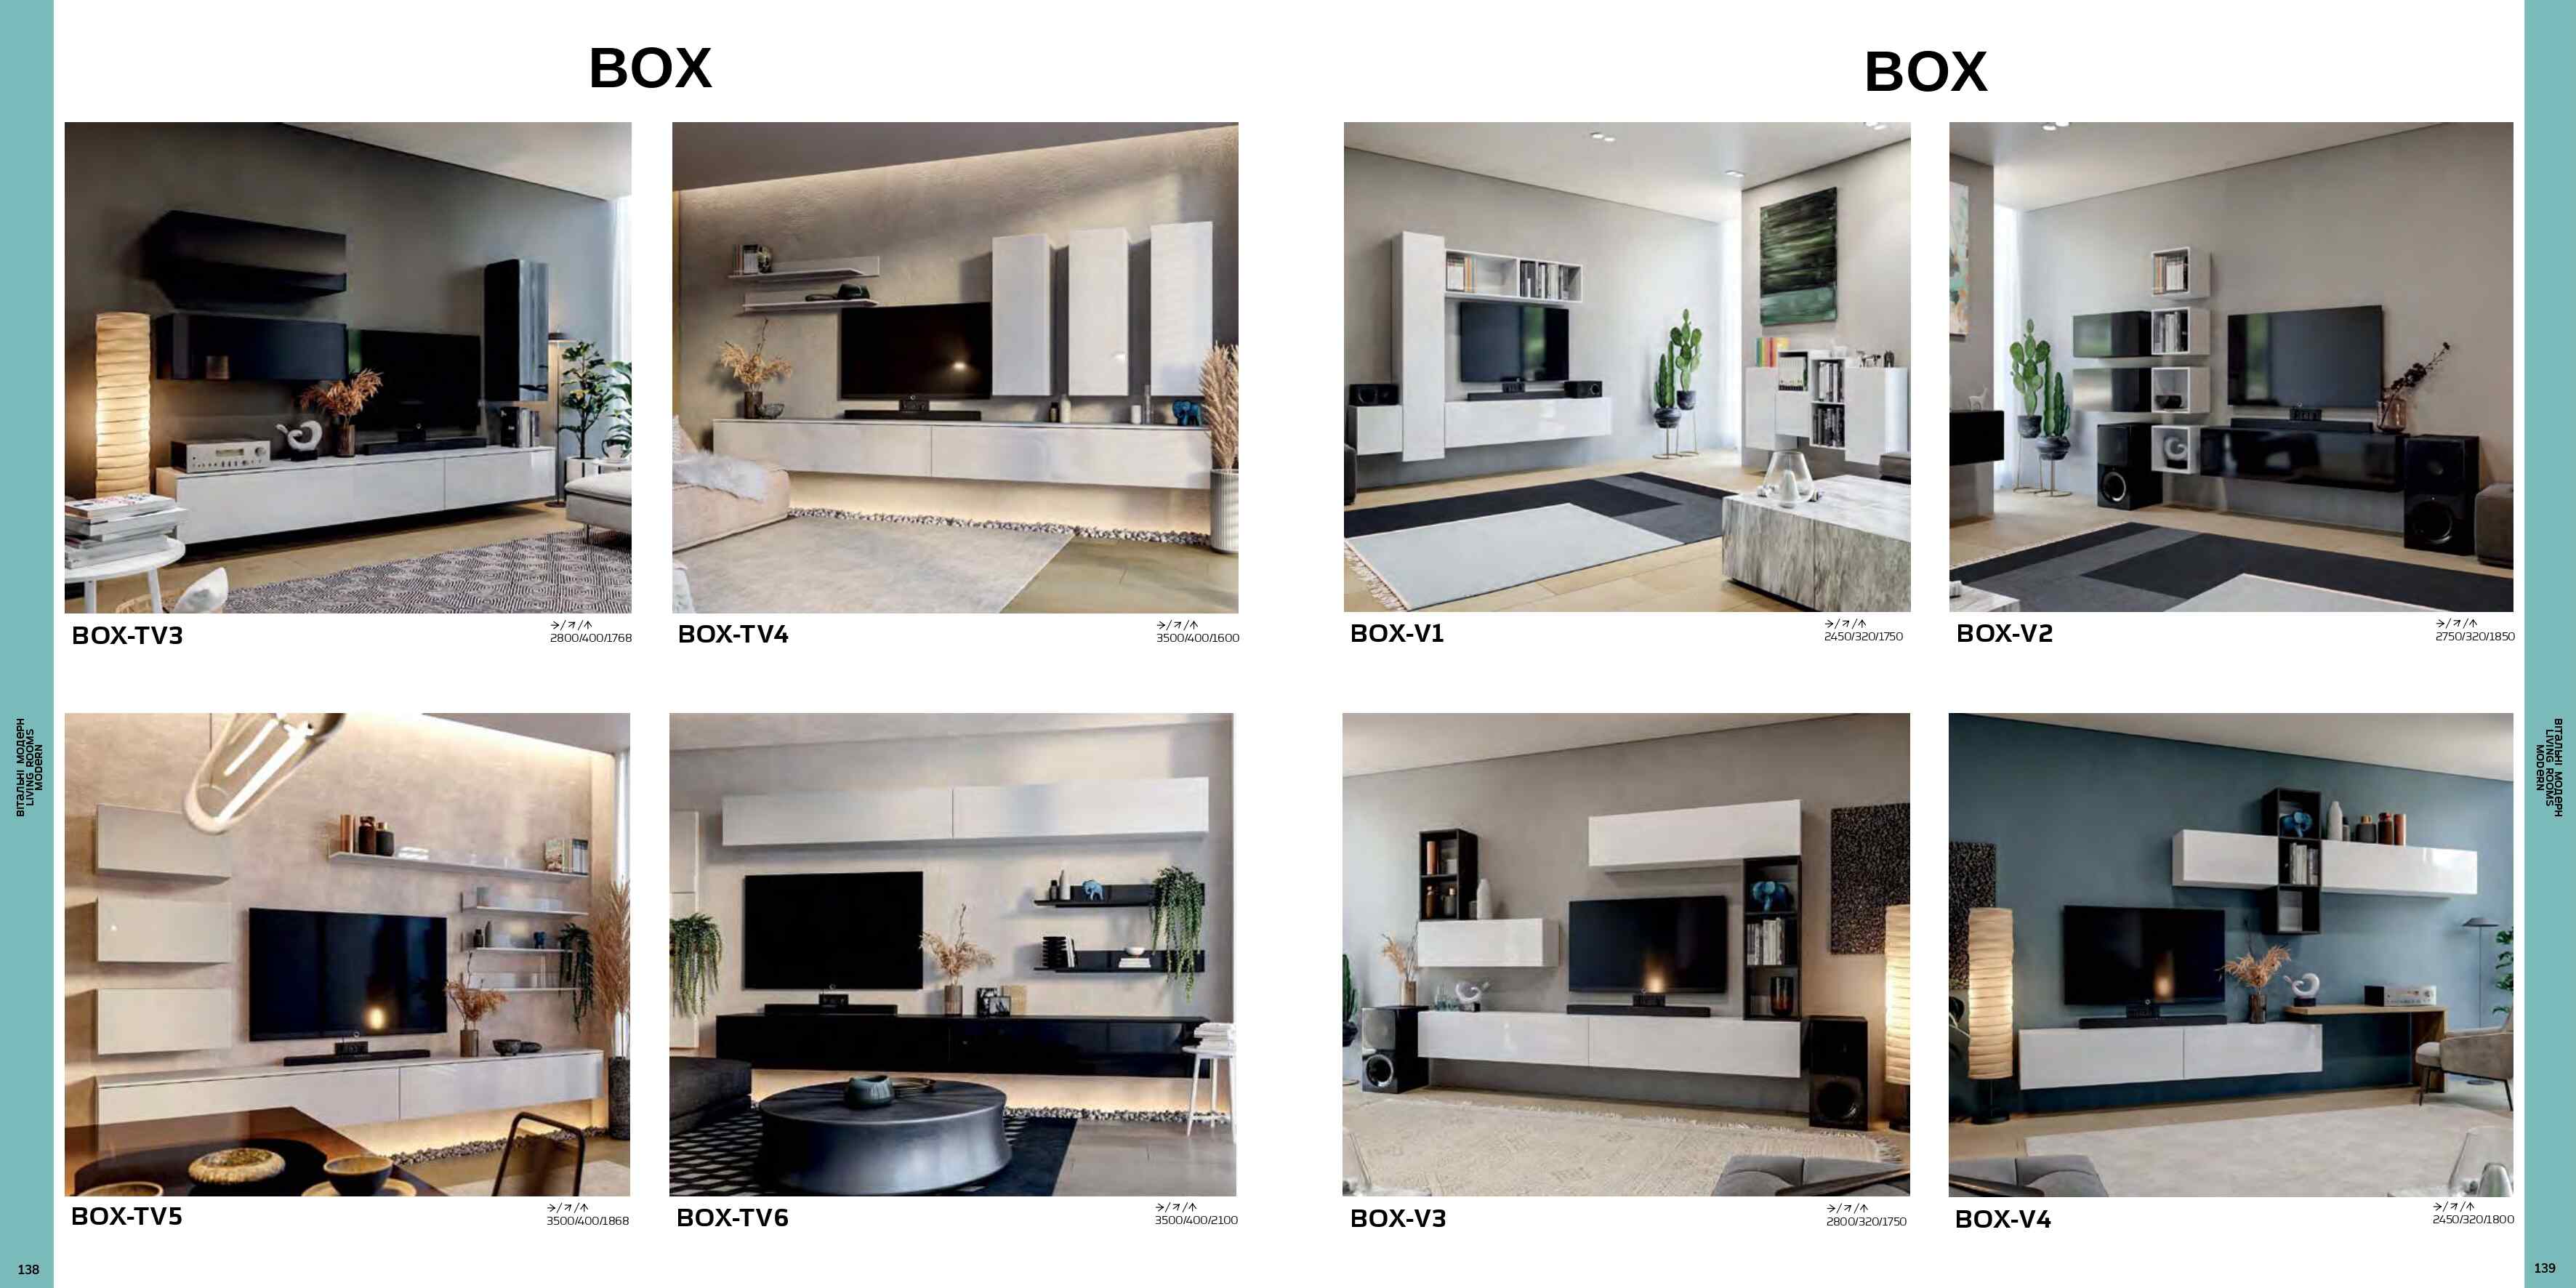 BOX
BOX-TV3
→/↗/↑
2800/400/1768
BOX-TV4
→/↗/↑
3500/400/1600
BOX-TV5
→/↗/↑
3500/400/1868
BOX-TV6
→/↗/↑
3500/400/2100
ВІТАЛЬНІ МОДЕРН
LIVING ROOMS
MODERN
138
BOX
BOX-V1
→/↗/↑
2450/320/1750
BOX-V2
→/↗/↑
2750/320/1850
BOX-V3
→/↗/↑
2800/320/1750
BOX-V4
→/↗/↑
2450/320/1800
ВІТАЛЬНІ МОДЕРН
LIVING ROOMS
MODERN
139